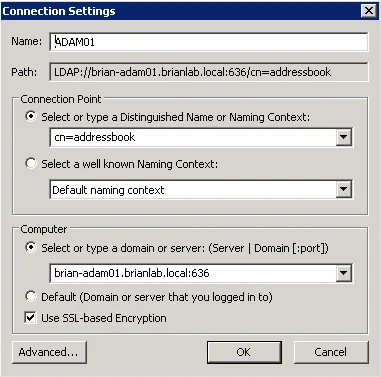 Connection Settings
Name: ADAM01
Path: LDAP://brian-adam01.brianlab.local:636/cn=addressbook
Connection Point
Select or type a Distinguished Name or Naming Context:
cn=addressbook
Select a well known Naming Context:
Default naming context
Computer
Select or type a domain or server: (Server | Domain [:port])
brian-adam01.brianlab.local:636
Default (Domain or server that you logged in to)
Use SSL-based Encryption
Advanced... OK Cancel